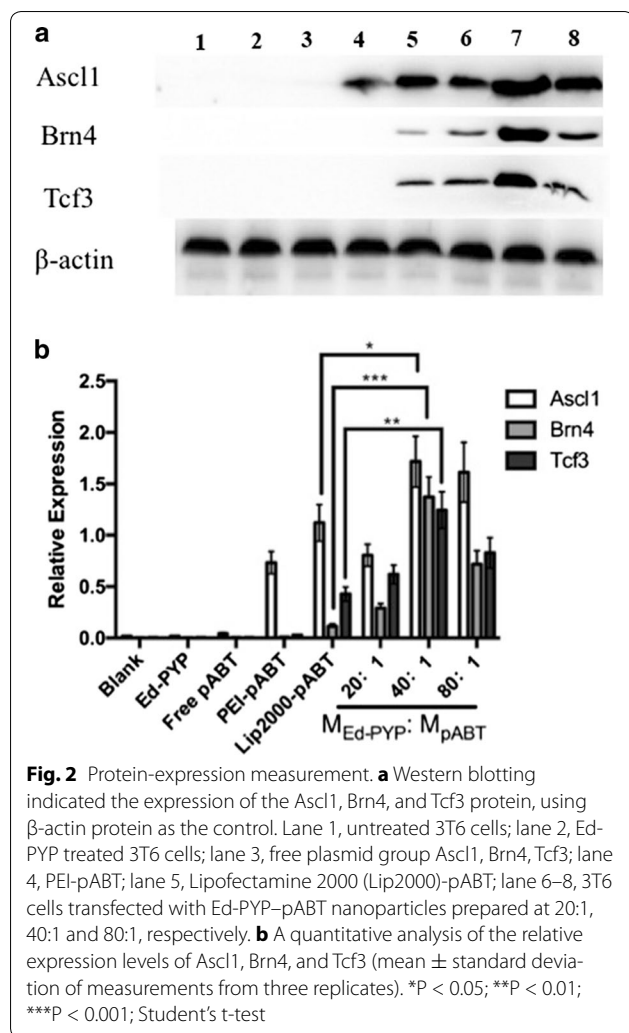 a
1 2 3 4 5 6 7 8
Ascl1
Brn4
Tcf3
β-actin
b
*
***
**
2.5
2.0
1.5
1.0
0.5
0.0
Relative Expression
Ascl1
Brn4
Tcf3
Blank
Ed-PYP
Free pABT
PEI-pABT
Lip2000-pABT
20: 1
40: 1
80: 1
MEd-PYP: MpABT
Fig. 2 Protein-expression measurement. a Western blotting
indicated the expression of the Ascl1, Brn4, and Tcf3 protein, using
β-actin protein as the control. Lane 1, untreated 3T6 cells; lane 2, Ed-
PYP treated 3T6 cells; lane 3, free plasmid group Ascl1, Brn4, Tcf3; lane
4, PEI-pABT; lane 5, Lipofectamine 2000 (Lip2000)-pABT; lane 6–8, 3T6
cells transfected with Ed-PYP–pABT nanoparticles prepared at 20:1,
40:1 and 80:1, respectively. b A quantitative analysis of the relative
expression levels of Ascl1, Brn4, and Tcf3 (mean ± standard devia-
tion of measurements from three replicates). *P < 0.05; **P < 0.01;
***P < 0.001; Student's t-test